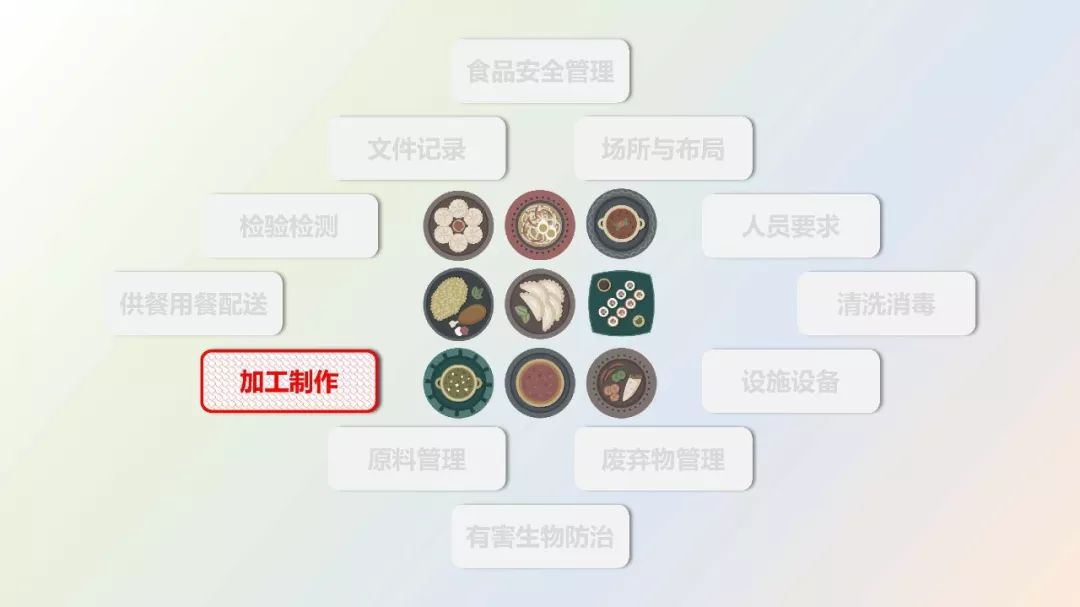 食品安全管理
文件记录
场所与布局
检验检测
人员要求
供餐用餐配送
清洗消毒
加工制作
设施设备
原料管理
废弃物管理
有害生物防治